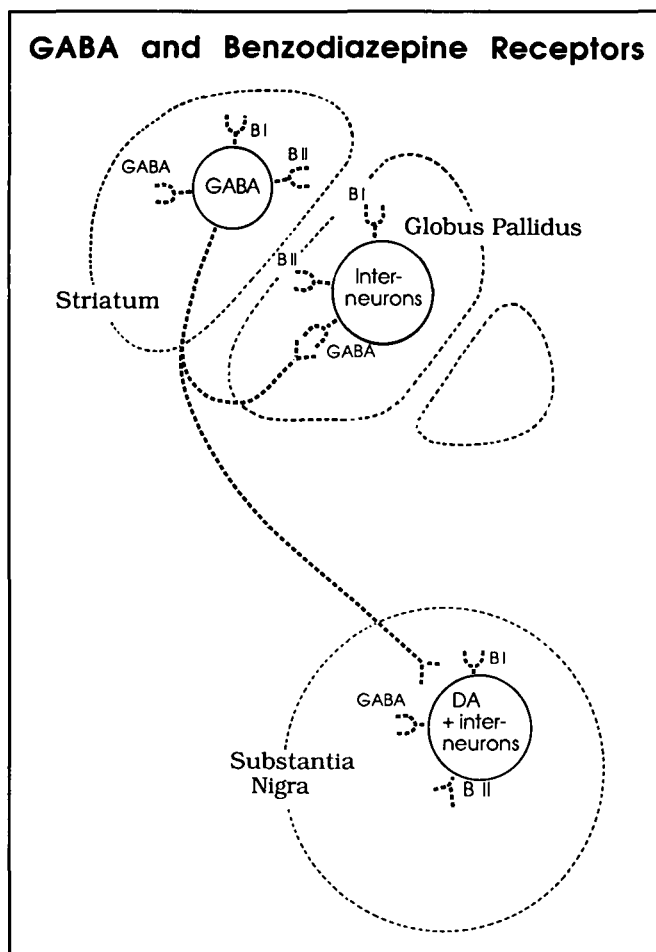 GABA and Benzodiazepine Receptors
BI
GABA
BII
GABA
BI
Globus Pallidus
BII
Inter-
neurons
Striatum
GABA
BI
GABA
DA
+ inter-
neurons
Substantia
Nigra
B II